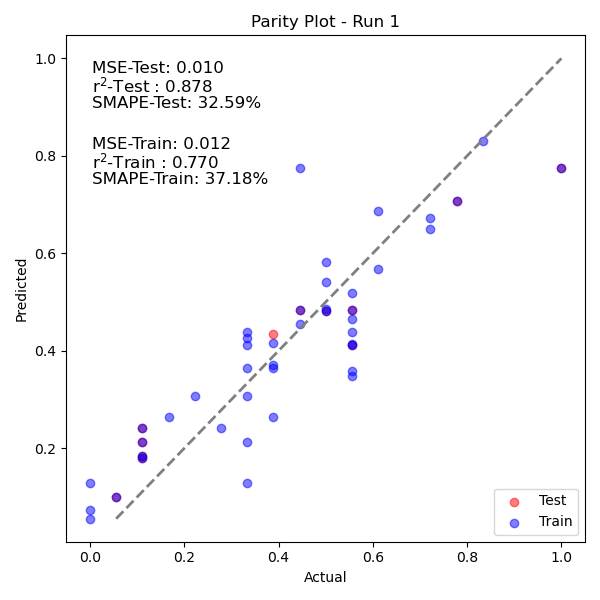 Parity Plot - Run 1
MSE-Test: 0.010
r²-Test : 0.878
SMAPE-Test: 32.59%
MSE-Train: 0.012
r²-Train : 0.770
SMAPE-Train: 37.18%
1.0
0.8
0.6
0.4
0.2
Predicted
0.0 0.2 0.4 0.6 0.8 1.0
Actual
Test
Train